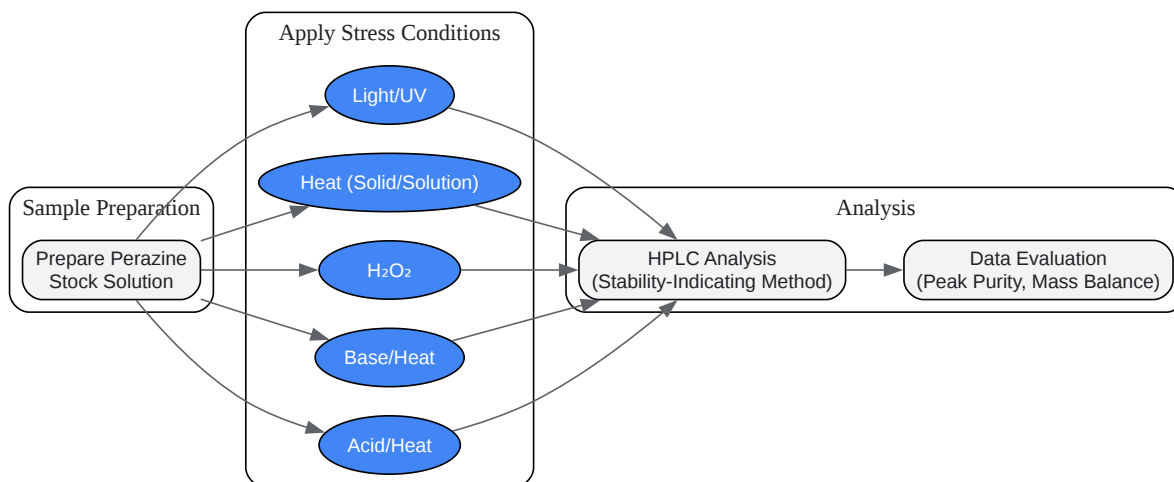 Apply Stress Conditions
Light/UV
Heat (Solid/Solution)
H₂O₂
Base/Heat
Acid/Heat
Sample Preparation
Prepare Perazine
Stock Solution
Analysis
HPLC Analysis
(Stability-Indicating Method)
Data Evaluation
(Peak Purity, Mass Balance)